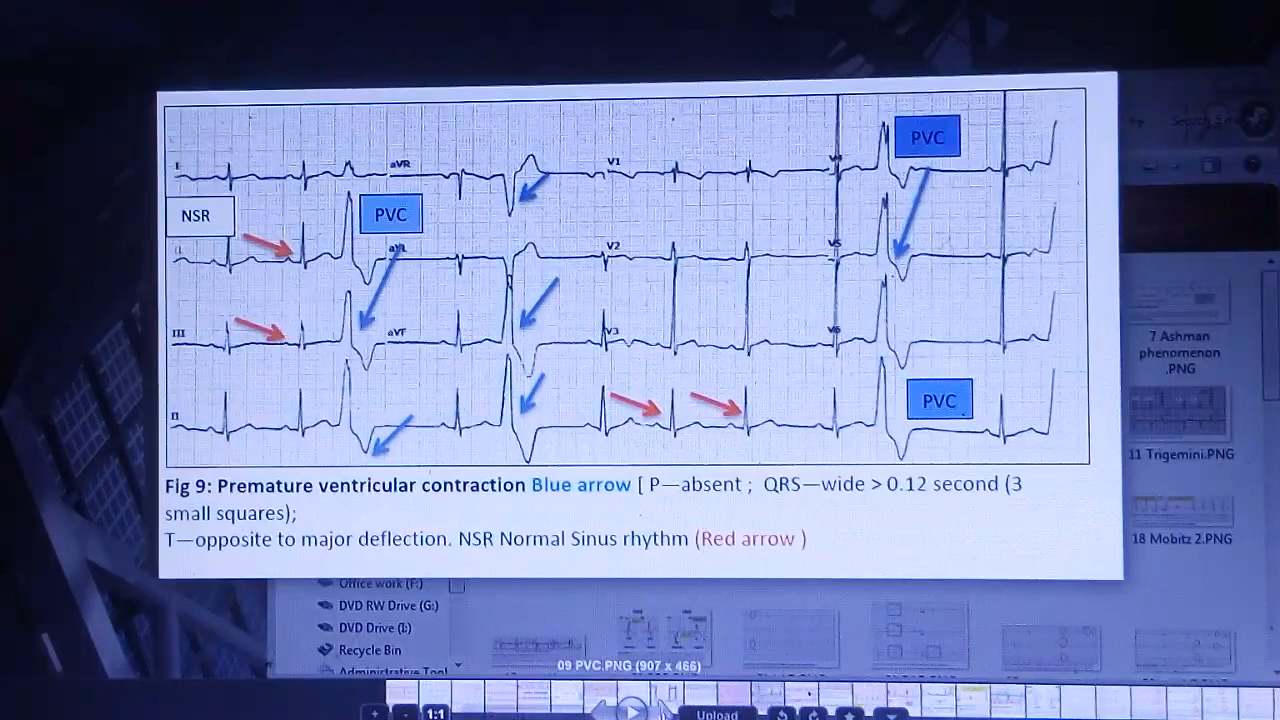 I
aVR
V1
PVC
NSR
PVC
II
aVL
V2
V5
III
aVF
V3
V6
II
PVC
Fig 9: Premature ventricular contraction Blue arrow [ P—absent ; QRS—wide > 0.12 second (3
small squares);
T—opposite to major deflection. NSR Normal Sinus rhythm (Red arrow )
7 Ashman
phenomenon
.PNG
11 Trigemini.PNG
18 Mobitz 2.PNG
Office work (F:)
DVD RW Drive (G:)
DVD Drive (I:)
Recycle Bin
Administrative Tool
09 PVC.PNG (907 x 466)
1:1
Upload